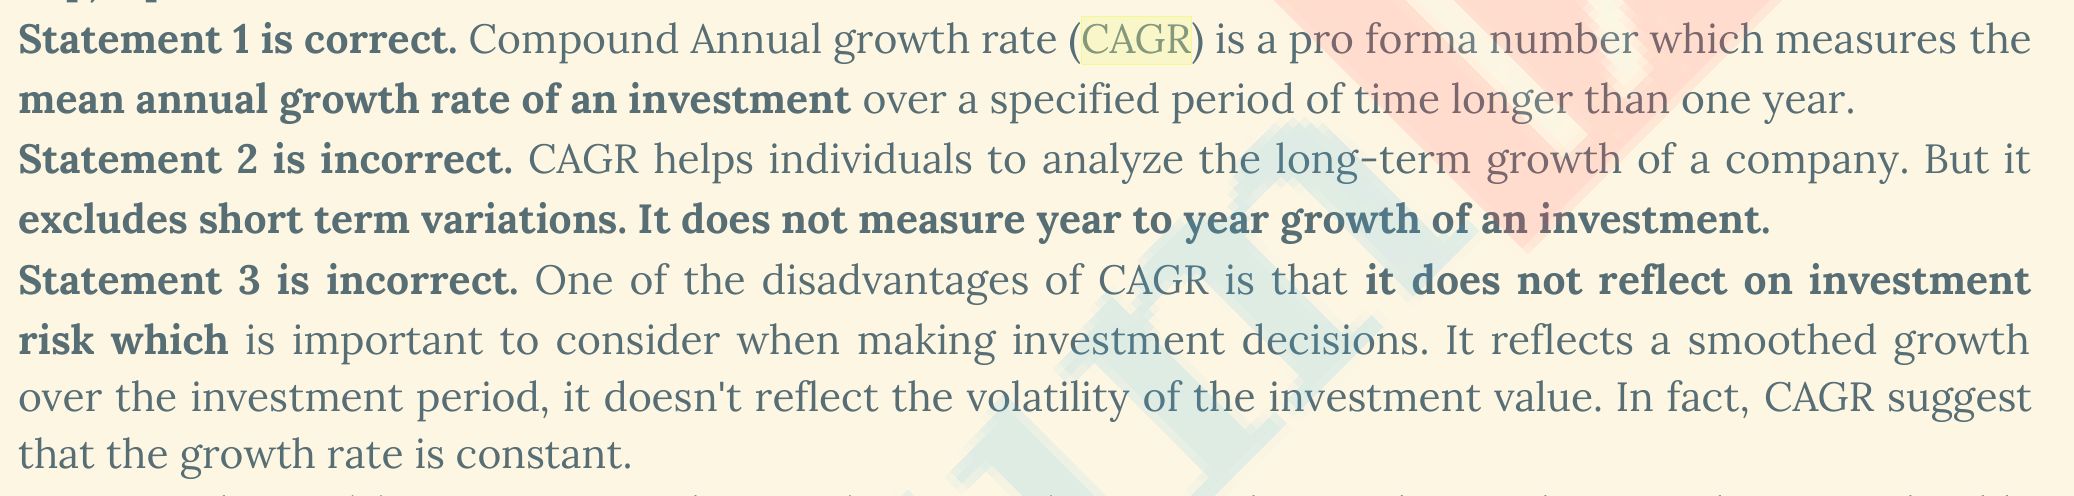 Statement 1 is correct. Compound Annual growth rate (CAGR) is a pro forma number which measures the
mean annual growth rate of an investment over a specified period of time longer than one year.
Statement 2 is incorrect. CAGR helps individuals to analyze the long-term growth of a company. But it
excludes short term variations. It does not measure year to year growth of an investment.
Statement 3 is incorrect. One of the disadvantages of CAGR is that it does not reflect on investment
risk which is important to consider when making investment decisions. It reflects a smoothed growth
over the investment period, it doesn't reflect the volatility of the investment value. In fact, CAGR suggest
that the growth rate is constant.